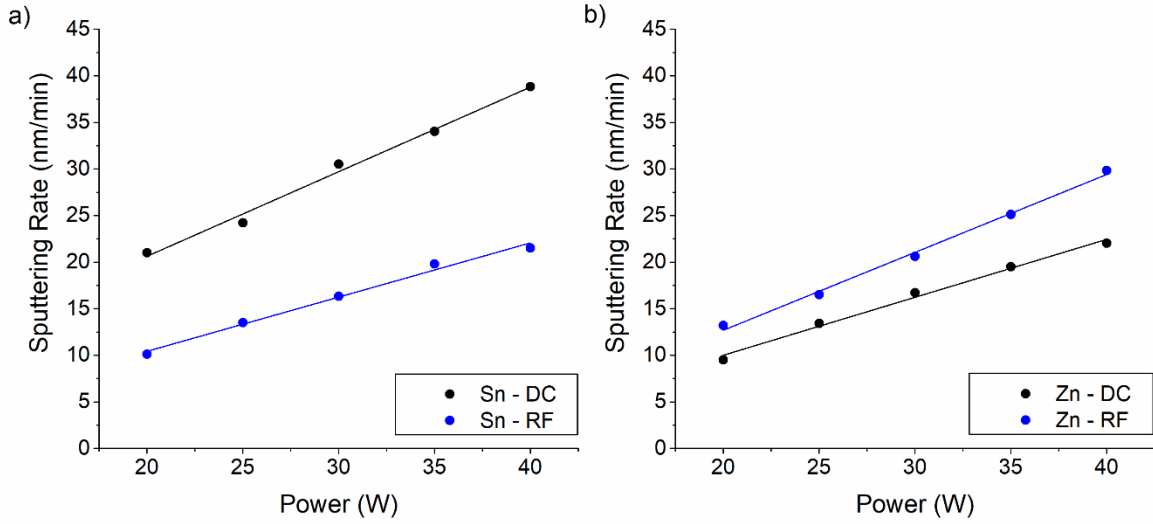 a)
Sputtering Rate (nm/min)
45
40
35
30
25
20
15
10
5
0
20 25 30 35 40
Power (W)
Sn - DC
Sn - RF
b)
Sputtering Rate (nm/min)
45
40
35
30
25
20
15
10
5
0
20 25 30 35 40
Power (W)
Zn - DC
Zn - RF